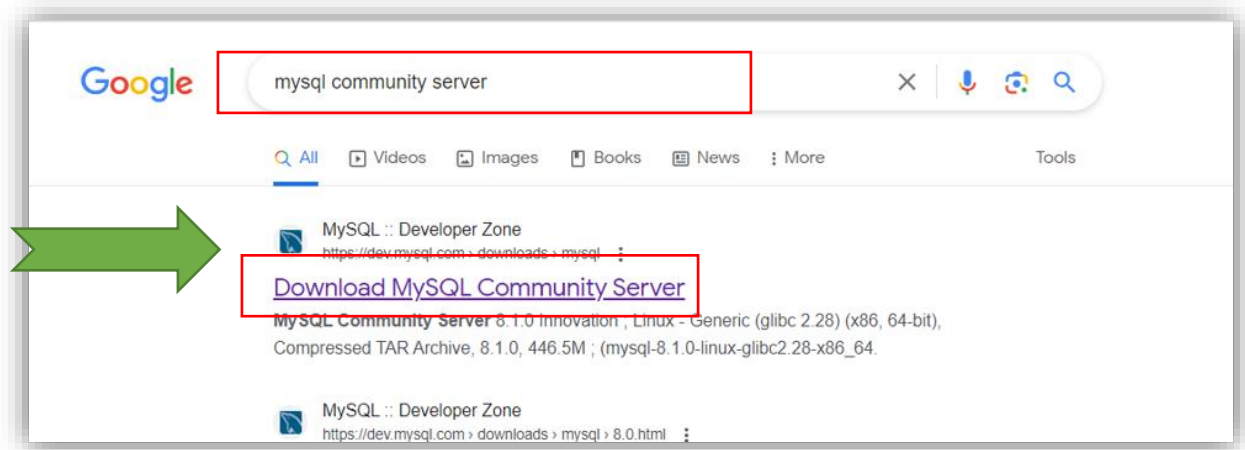 Google
mysql community server
All Videos Images Books News More Tools
MySQL :: Developer Zone
https://dev.mysql.com › downloads › mysql
Download MySQL Community Server
MySQL Community Server 8.1.0 Innovation ; Linux - Generic (glibc 2.28) (x86, 64-bit),
Compressed TAR Archive, 8.1.0, 446.5M ; (mysql-8.1.0-linux-glibc2.28-x86_64.
MySQL :: Developer Zone
https://dev.mysql.com › downloads › mysql › 8.0.html